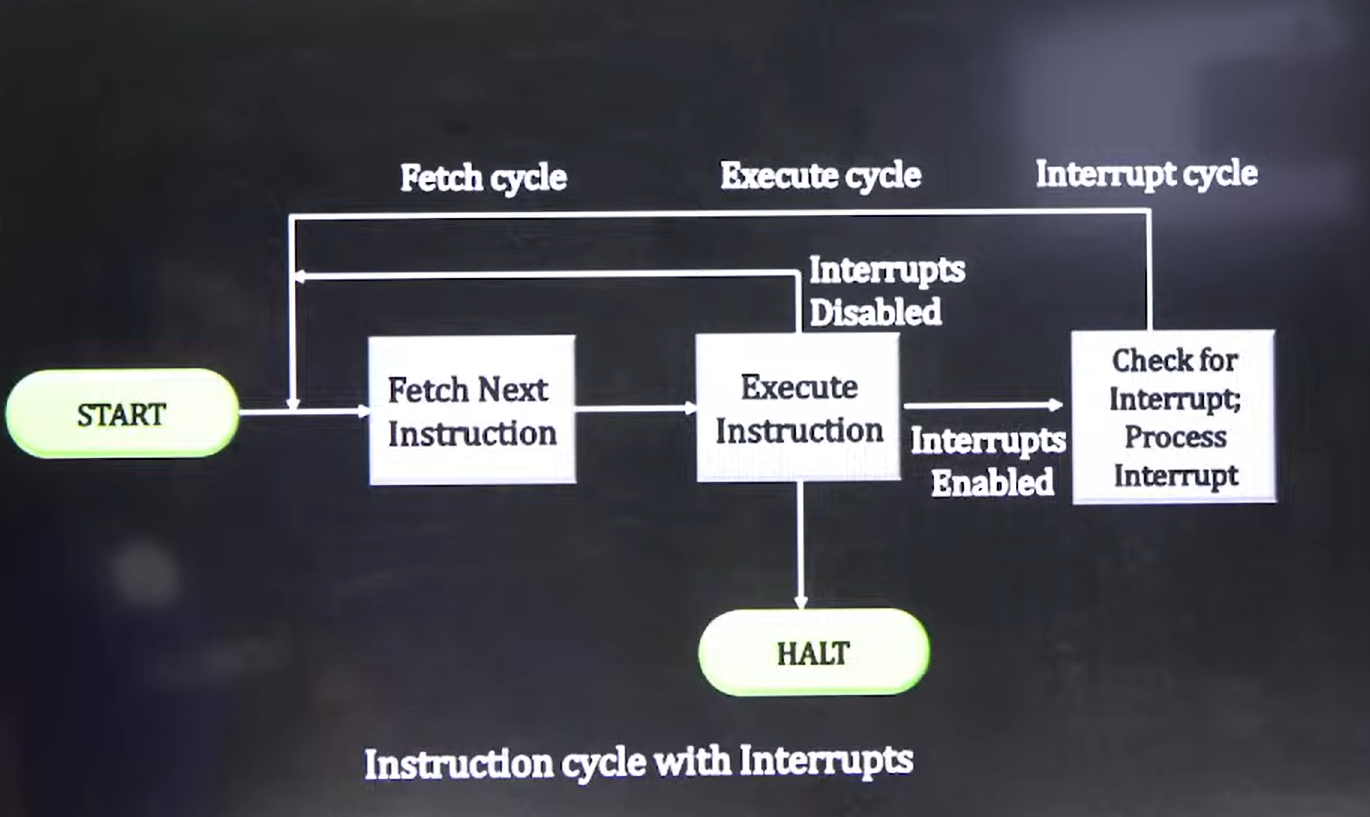 Fetch cycle
Execute cycle
Interrupt cycle
Interrupts
Disabled
START
Fetch Next
Instruction
Execute
Instruction
Interrupts
Enabled
Check for
Interrupt;
Process
Interrupt
HALT
Instruction cycle with Interrupts